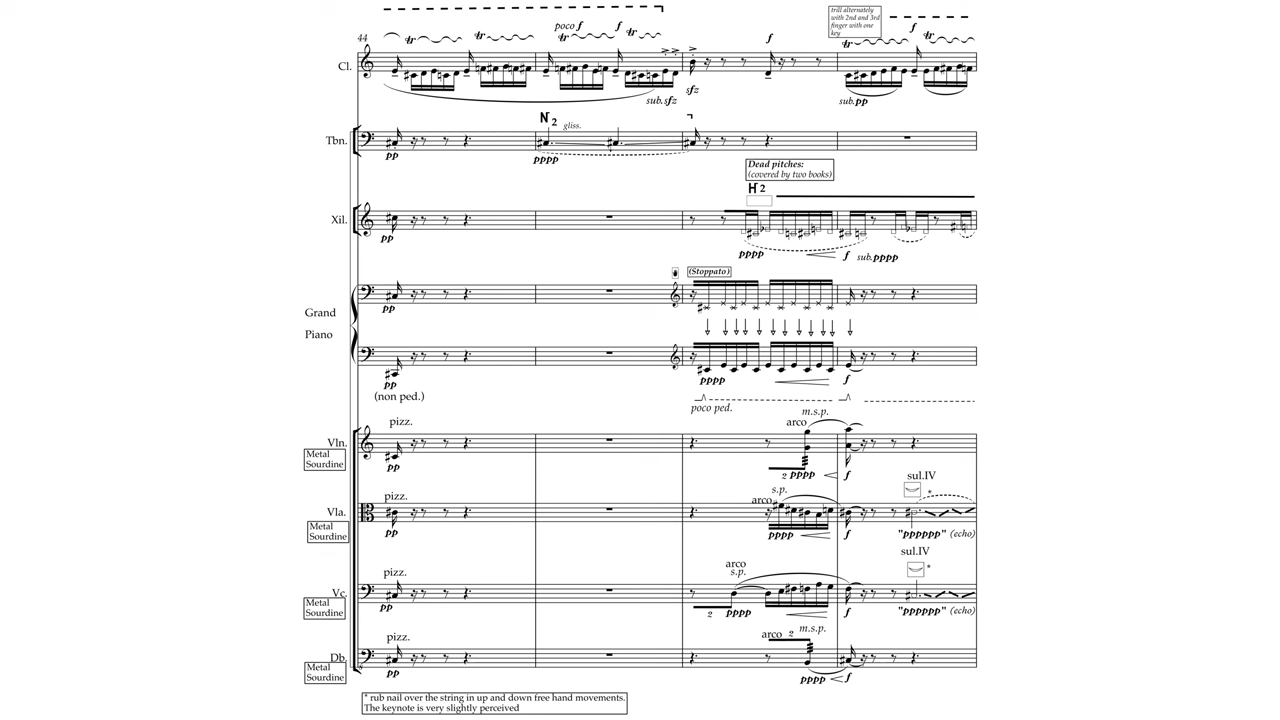 trill alternately
with 2nd and 3rd
finger with one
key
44
poco f
f
f
f
Cl.
sub. sfz
sfz
sub. pp
N 2
gliss.
Tbn.
pp
pppp
Dead pitches:
(covered by two books)
H 2
Xil.
pp
pppp
f
sub. pppp
(Stoppato)
Grand
Piano
pp
pp
pppp
f
(non ped.)
poco ped.
pizz.
arco
m.s.p.
Vln.
Metal
Sourdine
pp
2
pppp
f
sul.IV
pizz.
arco
s.p.
*
Vla.
Metal
Sourdine
pp
pppp
f
"pppppp" (echo)
sul.IV
pizz.
arco
s.p.
*
Vc.
Metal
Sourdine
pp
2
pppp
f
"pppppp" (echo)
pizz.
arco
2
m.s.p.
Db.
Metal
Sourdine
pp
pppp
f
* rub nail over the string in up and down free hand movements.
The keynote is very slightly perceived